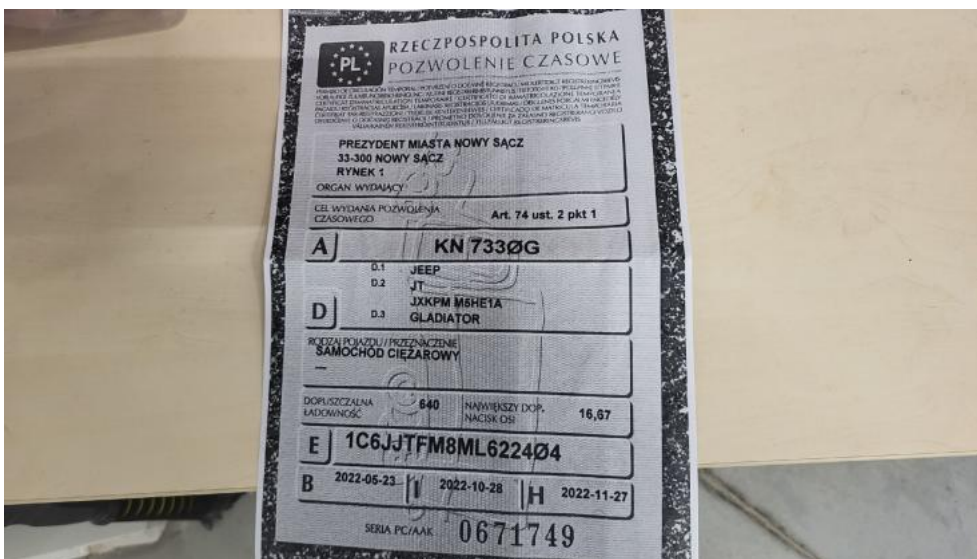 PL
RZECZPOSPOLITA POLSKA
POZWOLENIE CZASOWE
PREZYDENT MIASTA NOWY SĄCZ
33-300 NOWY SĄCZ
RYNEK 1
ORGAN WYDAJĄCY
CEL WYDANIA POZWOLENIA
CZASOWEGO
Art. 74 ust. 2 pkt 1
A KN 733ØG
D.1 JEEP
D.2 JT
JXKPM M5HE1A
D D.3 GLADIATOR
RODZAJ POJAZDU / PRZEZNACZENIE
SAMOCHÓD CIĘŻAROWY
—
DOPUSZCZALNA ŁADOWNOŚĆ 640 NAJWIĘKSZY DOP. NACISK OSI 16,67
E 1C6JJTFM8ML6224Ø4
B 2022-05-23 I 2022-10-28 H 2022-11-27
SERIA PC/AAK 0671749